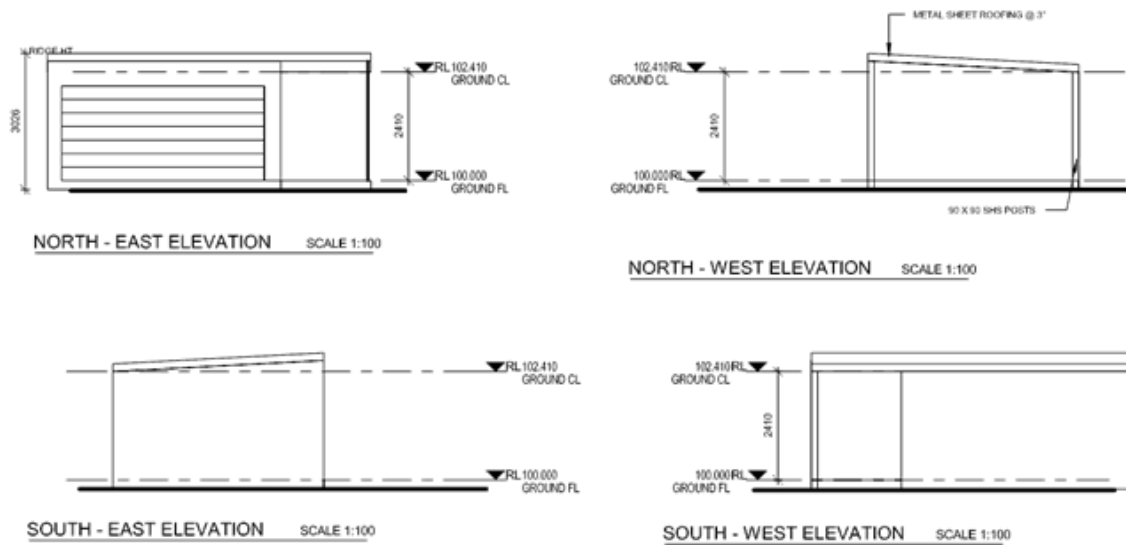 METAL SHEET ROOFING @ 3°
RIDGE HT
3026
RL 102.410
GROUND CL
2410
RL 100.000
GROUND FL
NORTH - EAST ELEVATION SCALE 1:100
102.410 RL
GROUND CL
2410
100.000 RL
GROUND FL
90 X 90 SHS POSTS
NORTH - WEST ELEVATION SCALE 1:100
RL 102.410
GROUND CL
RL 100.000
GROUND FL
SOUTH - EAST ELEVATION SCALE 1:100
102.410 RL
GROUND CL
2410
100.000 RL
GROUND FL
SOUTH - WEST ELEVATION SCALE 1:100